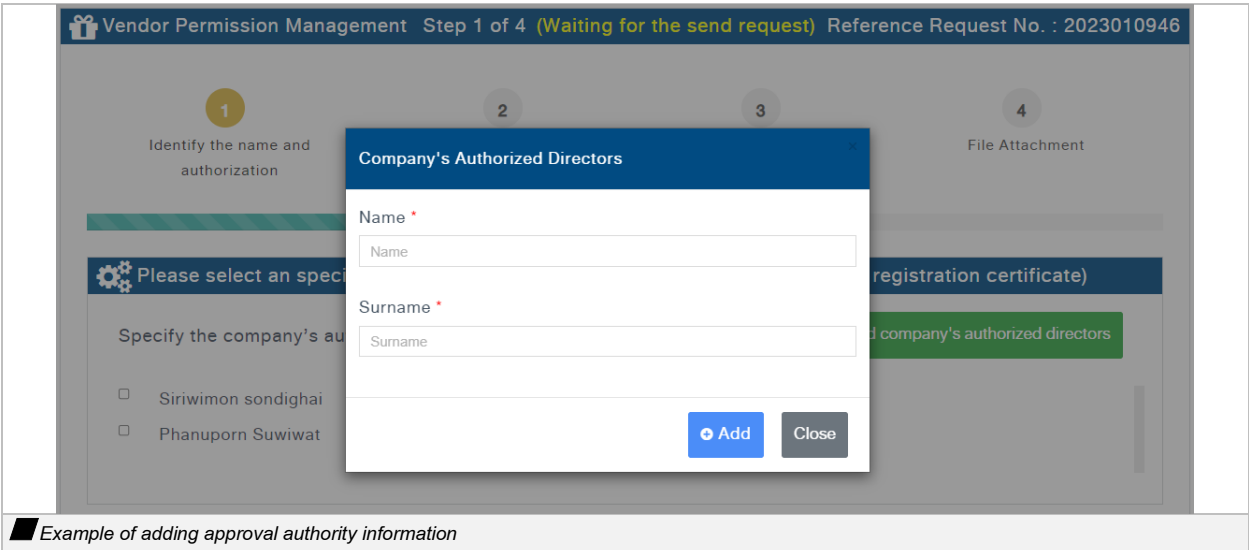 Vendor Permission Management Step 1 of 4 (Waiting for the send request) Reference Request No. : 2023010946
1
2
3
4
Identify the name and
authorization
File Attachment
Company's Authorized Directors
×
Name *
Name
Please select an speci
registration certificate)
Surname *
Specify the company's au
Surname
company's authorized directors
Siriwimon sondighai
Phanuporn Suwiwat
Add
Close
Example of adding approval authority information